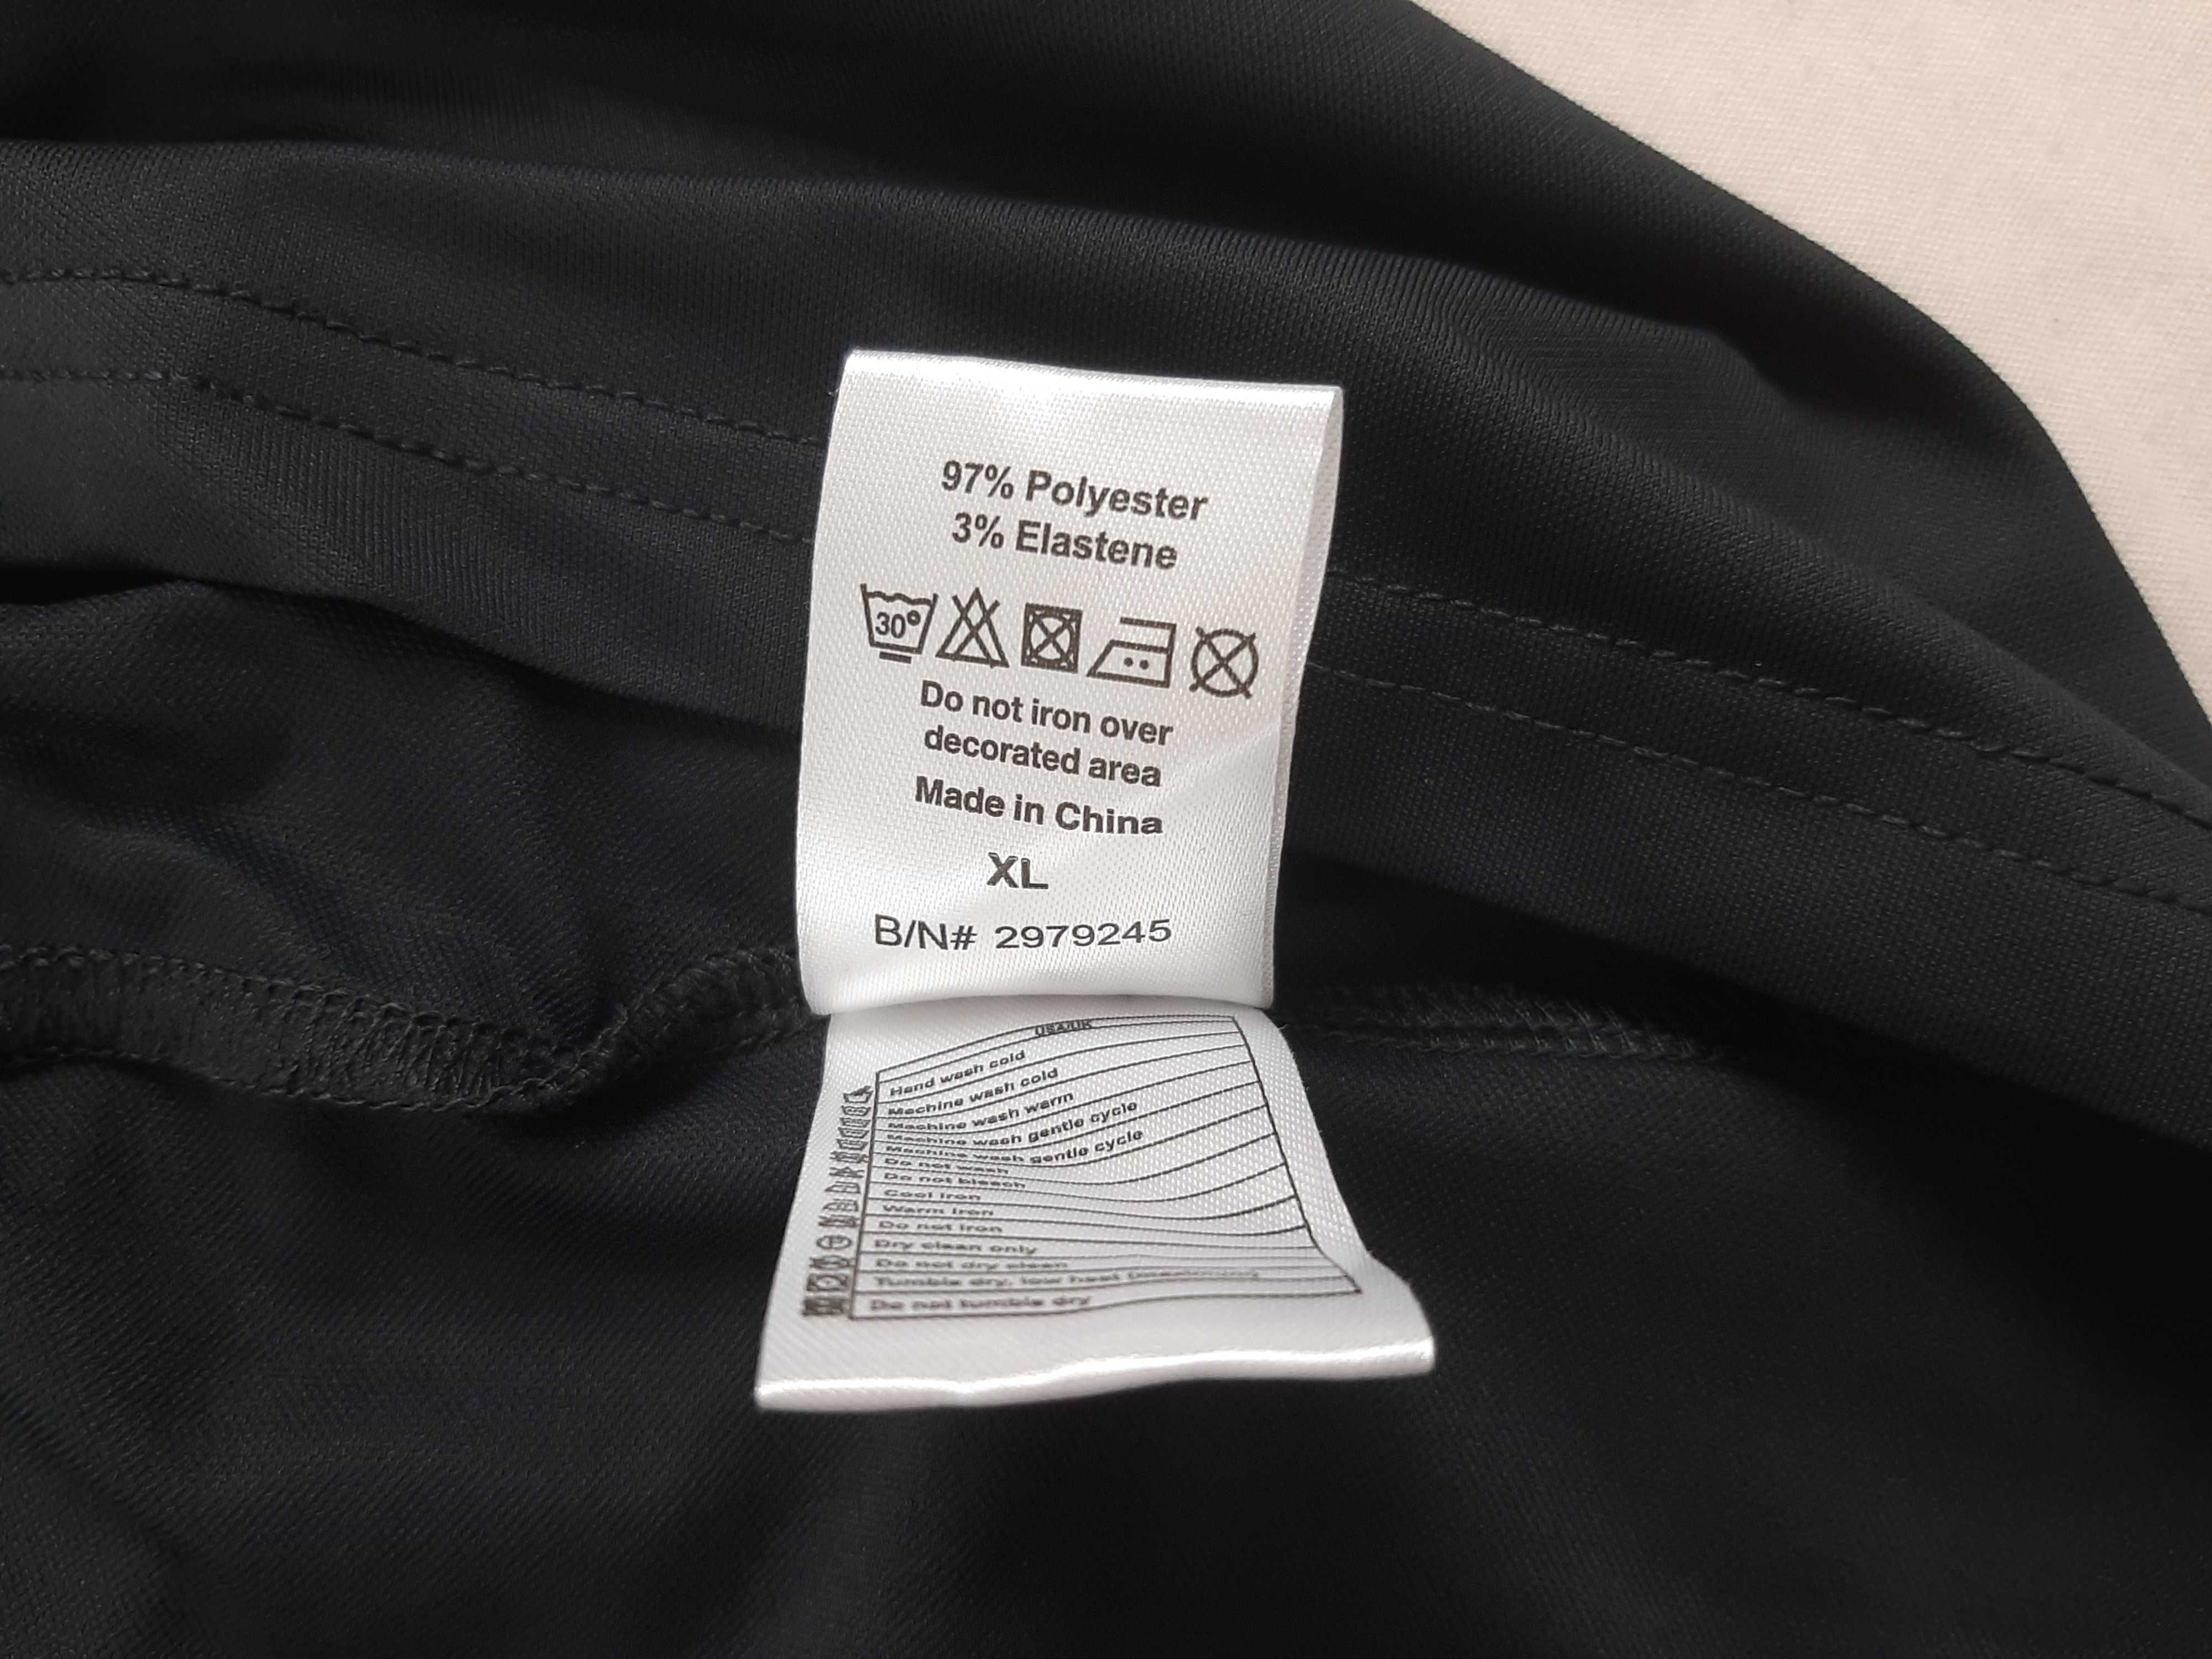 97% Polyester
3% Elastene
30°
Do not iron over
decorated area
Made in China
XL
B/N# 2979245
USA/UK
Hand wash cold
Machine wash cold
Machine wash warm
Machine wash gentle cycle
Machine wash gentle cycle
Do not wash
Do not bleach
Cool iron
Warm iron
Do not iron
Dry clean only
Do not dry clean
Tumble dry, low heat
Do not tumble dry